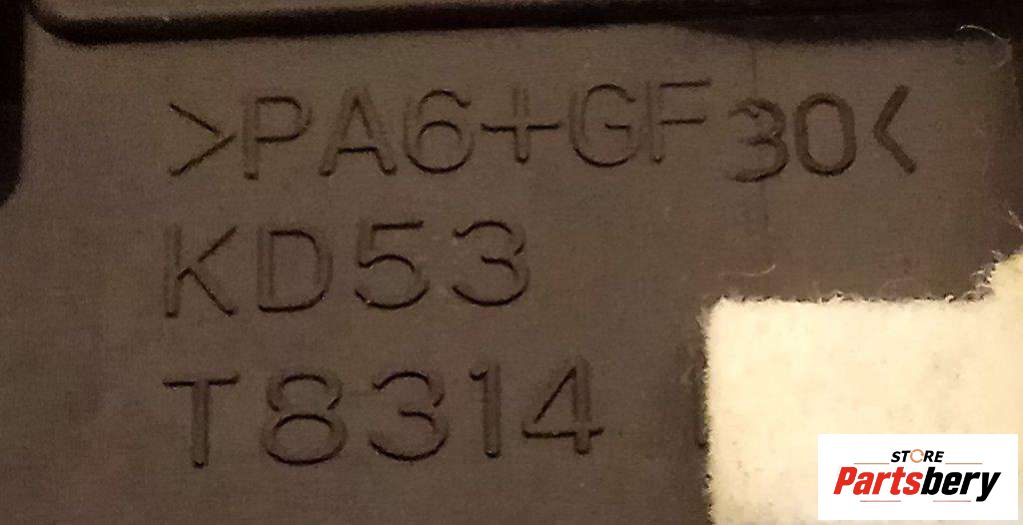 >PA6+GF30<
KD53
T8314
STORE
Partsbery